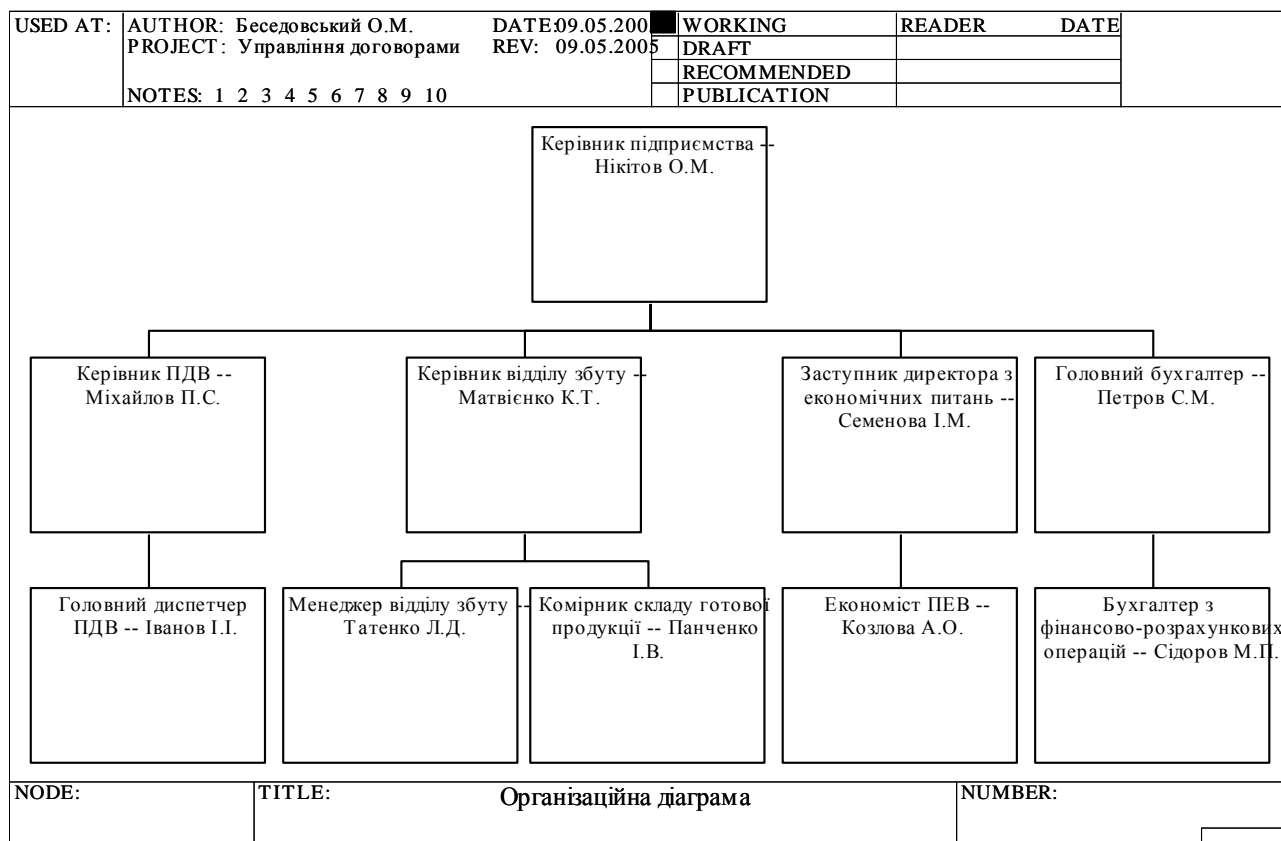 USED AT:
AUTHOR: Беседовський О.М.
DATE: 09.05.200
WORKING
READER DATE
PROJECT: Управління договорами
REV: 09.05.2005
DRAFT
RECOMMENDED
NOTES: 1 2 3 4 5 6 7 8 9 10
PUBLICATION
Керівник підприємства --
Нікітов О.М.
Керівник ПДВ --
Міхайлов П.С.
Керівник відділу збуту --
Матвієнко К.Т.
Заступник директора з
економічних питань --
Семенова І.М.
Головний бухгалтер --
Петров С.М.
Головний диспетчер
ПДВ -- Іванов І.І.
Менеджер відділу збуту --
Татенко Л.Д.
Комірник складу готової
продукції -- Панченко
І.В.
Економіст ПЕВ --
Козлова А.О.
Бухгалтер з
фінансово-розрахункових
операцій -- Сідоров М.П.
NODE:
TITLE:
Організаційна діаграма
NUMBER: